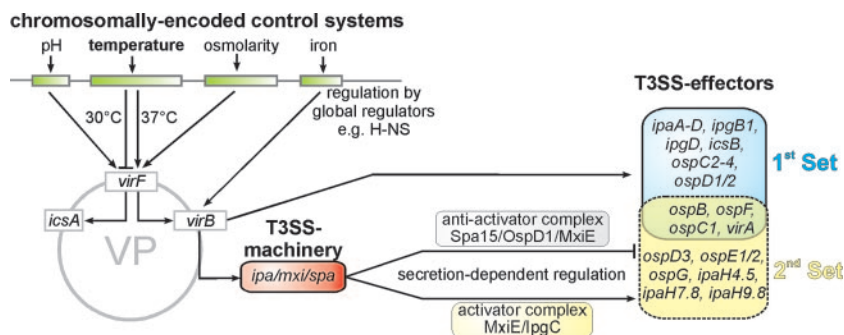 chromosomally-encoded control systems
pH temperature osmolarity iron
30°C 37°C
regulation by
global regulators
e.g. H-NS
virF
icsA
virB
VP
T3SS-
machinery
ipa/mxi/spa
anti-activator complex
Spa15/OspD1/MxiE
secretion-dependent regulation
activator complex
MxiE/IpgC
T3SS-effectors
ipaA-D, ipgB1,
ipgD, icsB,
ospC2-4,
ospD1/2
1st Set
ospB, ospF,
ospC1, virA
ospD3, ospE1/2,
ospG, ipaH4.5,
ipaH7.8, ipaH9.8
2nd Set